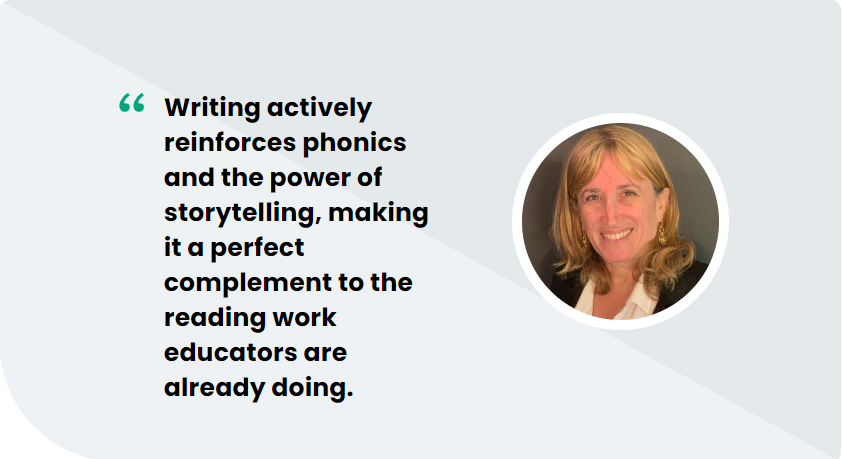 “ Writing actively
reinforces phonics
and the power of
storytelling, making
it a perfect
complement to the
reading work
educators are
already doing.